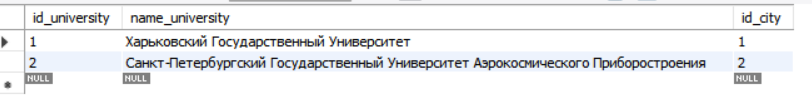 id_university name_university id_city
1 Харьковский Государственный Университет 1
2 Санкт-Петербургский Государственный Университет Аэрокосмического Приборостроения 2
NULL NULL NULL